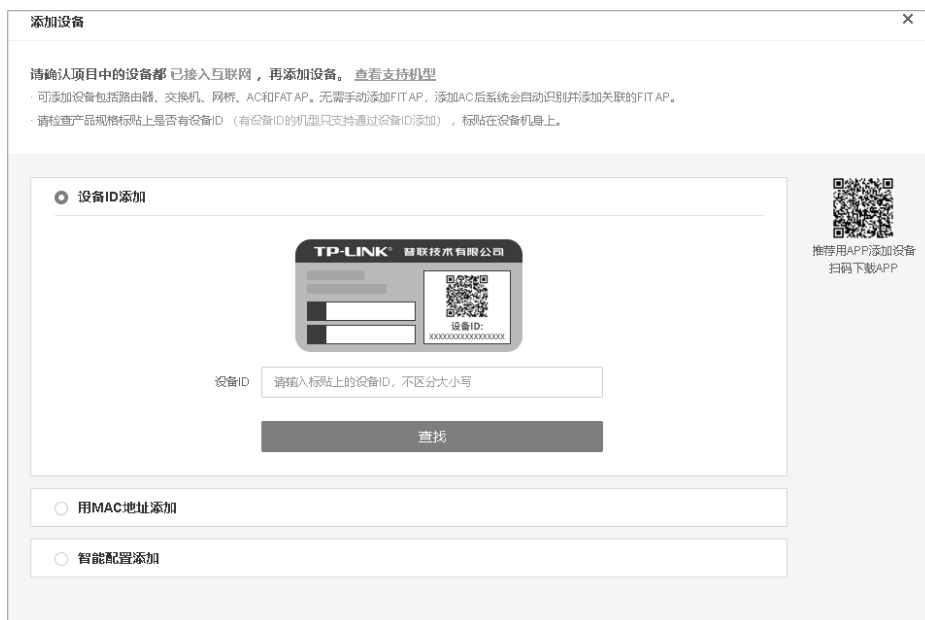 添加设备
×
请确认项目中的设备都 已接入互联网 ，再添加设备。 查看支持机型
· 可添加设备包括路由器、交换机、网桥、AC和FATAP。无需手动添加FITAP，添加AC后系统会自动识别并添加关联的FITAP。
· 请检查产品规格标贴上是否有设备ID （有设备ID的机型只支持通过设备ID添加） ，标贴在设备机身上。
设备ID添加
TP-LINK® 普联技术有限公司
设备ID:
XXXXXXXXXXXXXXXXX
设备ID
请输入标贴上的设备ID，不区分大小写
查找
推荐用APP添加设备
扫码下载APP
用MAC地址添加
智能配置添加